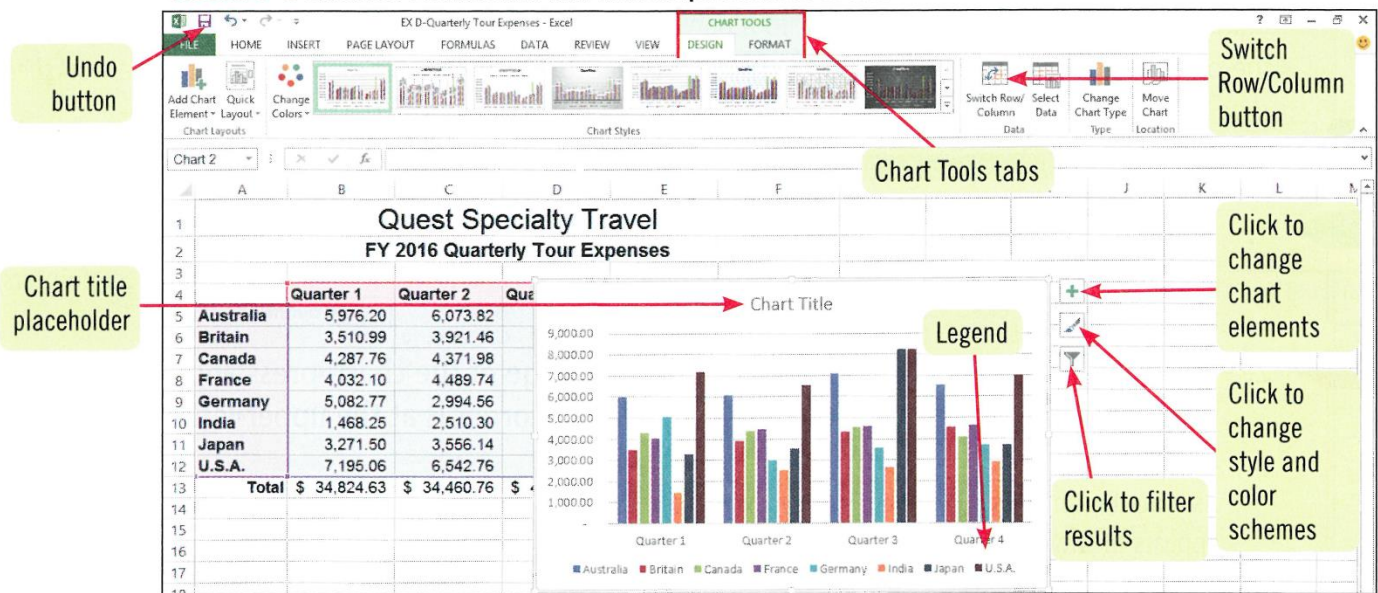 EX D-Quarterly Tour Expenses - Excel
CHART TOOLS
?
FILE HOME INSERT PAGE LAYOUT FORMULAS DATA REVIEW VIEW DESIGN FORMAT
Undo
button
Switch
Row/Column
button
Add Chart
Element
Quick
Layout
Change
Colors
Switch Row/
Column
Select
Data
Change
Chart Type
Move
Chart
Chart Layouts
Chart Styles
Data
Type
Location
Chart Tools tabs
Chart 2
fx
A B C D E F J K L M
1 Quest Specialty Travel
2 FY 2016 Quarterly Tour Expenses
3
4 Quarter 1 Quarter 2 Qua
5 Australia 5,976.20 6,073.82
6 Britain 3,510.99 3,921.46
7 Canada 4,287.76 4,371.98
8 France 4,032.10 4,489.74
9 Germany 5,082.77 2,994.56
10 India 1,468.25 2,510.30
11 Japan 3,271.50 3,556.14
12 U.S.A. 7,195.06 6,542.76
13 Total $ 34,824.63 $ 34,460.76 $
14
15
16
17
Chart title
placeholder
Chart Title
Legend
9,000.00
8,000.00
7,000.00
6,000.00
5,000.00
4,000.00
3,000.00
2,000.00
1,000.00
-
Quarter 1 Quarter 2 Quarter 3 Quarter 4
Australia Britain Canada France Germany India Japan U.S.A.
Click to
change
chart
elements
Click to
change
style and
color
schemes
Click to filter
results